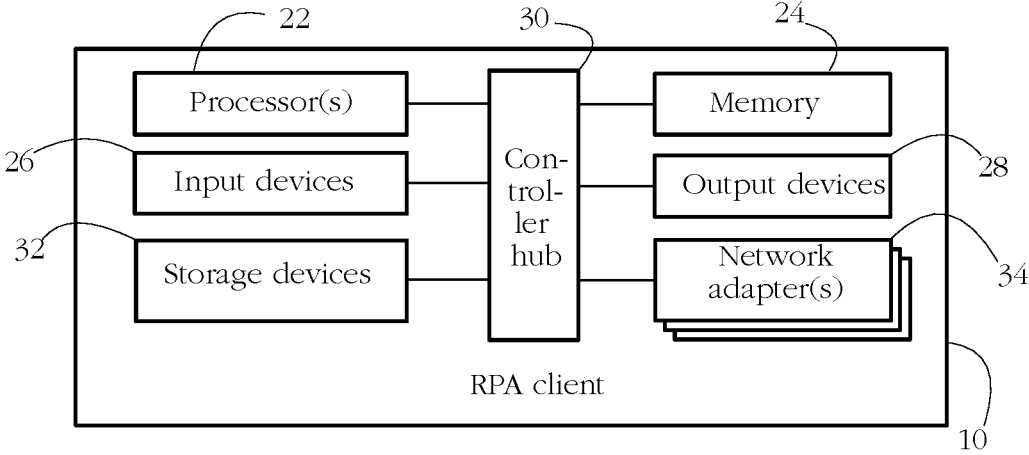 22
30
24
Processor(s)
Memory
26
Input devices
Con-
trol-
ler
hub
Output devices
28
32
Storage devices
Network
adapter(s)
34
RPA client
10